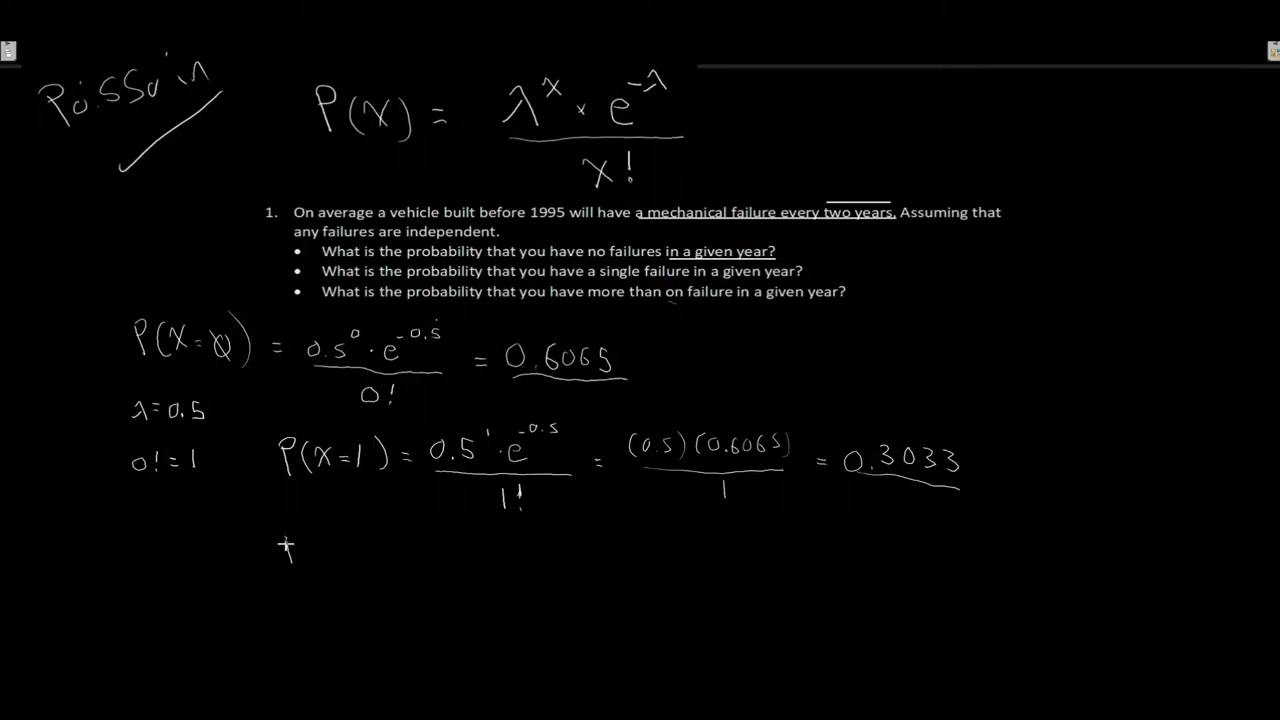 Poissoin
P(X) = λ^x × e^-λ / x!
1. On average a vehicle built before 1995 will have a mechanical failure every two years. Assuming that
any failures are independent.
• What is the probability that you have no failures in a given year?
• What is the probability that you have a single failure in a given year?
• What is the probability that you have more than on failure in a given year?
P(X=0) = 0.5^0 · e^-0.5 / 0! = 0.6065
λ=0.5
0!=1
P(X=1) = 0.5^1 · e^-0.5 / 1! = (0.5)(0.6065) / 1 = 0.3033